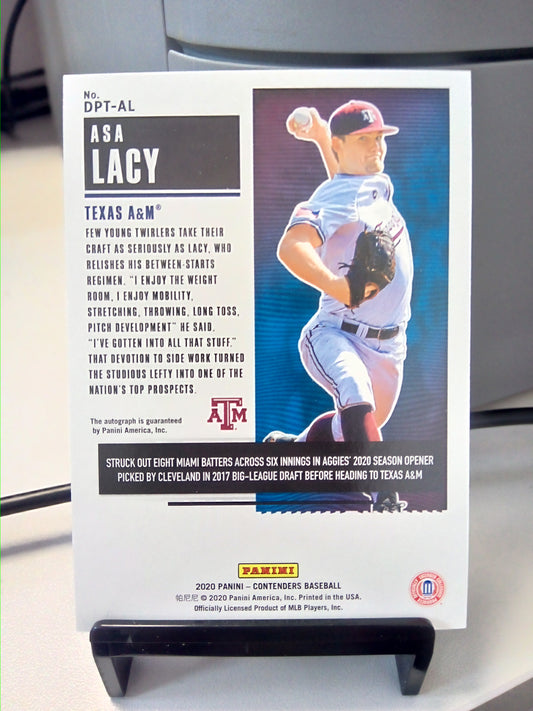 No.
DPT-AL
ASA
LACY
TEXAS A&M®
FEW YOUNG TWIRLERS TAKE THEIR
CRAFT AS SERIOUSLY AS LACY, WHO
RELISHES HIS BETWEEN-STARTS
REGIMEN. "I ENJOY THE WEIGHT
ROOM, I ENJOY MOBILITY,
STRETCHING, THROWING, LONG TOSS,
PITCH DEVELOPMENT" HE SAID.
"I'VE GOTTEN INTO ALL THAT STUFF."
THAT DEVOTION TO SIDE WORK TURNED
THE STUDIOUS LEFTY INTO ONE OF THE
NATION'S TOP PROSPECTS.
The autograph is guaranteed
by Panini America, Inc.
ATM
STRUCK OUT EIGHT MIAMI BATTERS ACROSS SIX INNINGS IN AGGIES' 2020 SEASON OPENER
PICKED BY CLEVELAND IN 2017 BIG-LEAGUE DRAFT BEFORE HEADING TO TEXAS A&M
PANINI
2020 PANINI – CONTENDERS BASEBALL
帕尼尼 © 2020 Panini America, Inc. Printed in the USA.
Officially Licensed Product of MLB Players, Inc.